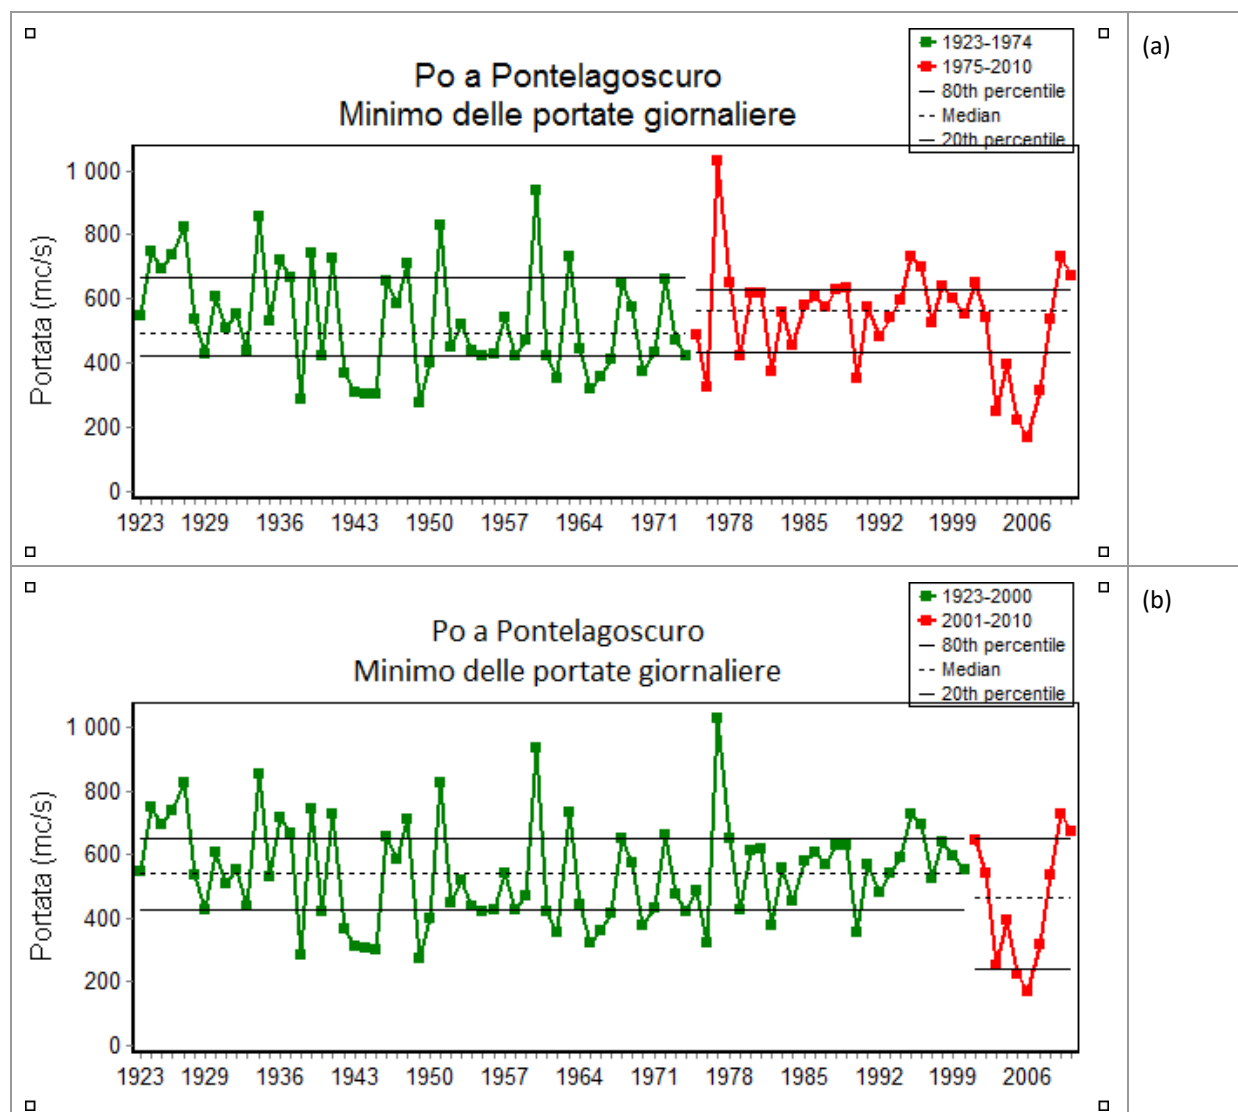 1923-1974
1975-2010
80th percentile
Median
20th percentile
(a)
Po a Pontelagoscuro
Minimo delle portate giornaliere
Portata (mc/s)
1 000
800
600
400
200
0
1923 1929 1936 1943 1950 1957 1964 1971 1978 1985 1992 1999 2006
1923-2000
2001-2010
80th percentile
Median
20th percentile
(b)
Po a Pontelagoscuro
Minimo delle portate giornaliere
Portata (mc/s)
1 000
800
600
400
200
0
1923 1929 1936 1943 1950 1957 1964 1971 1978 1985 1992 1999 2006